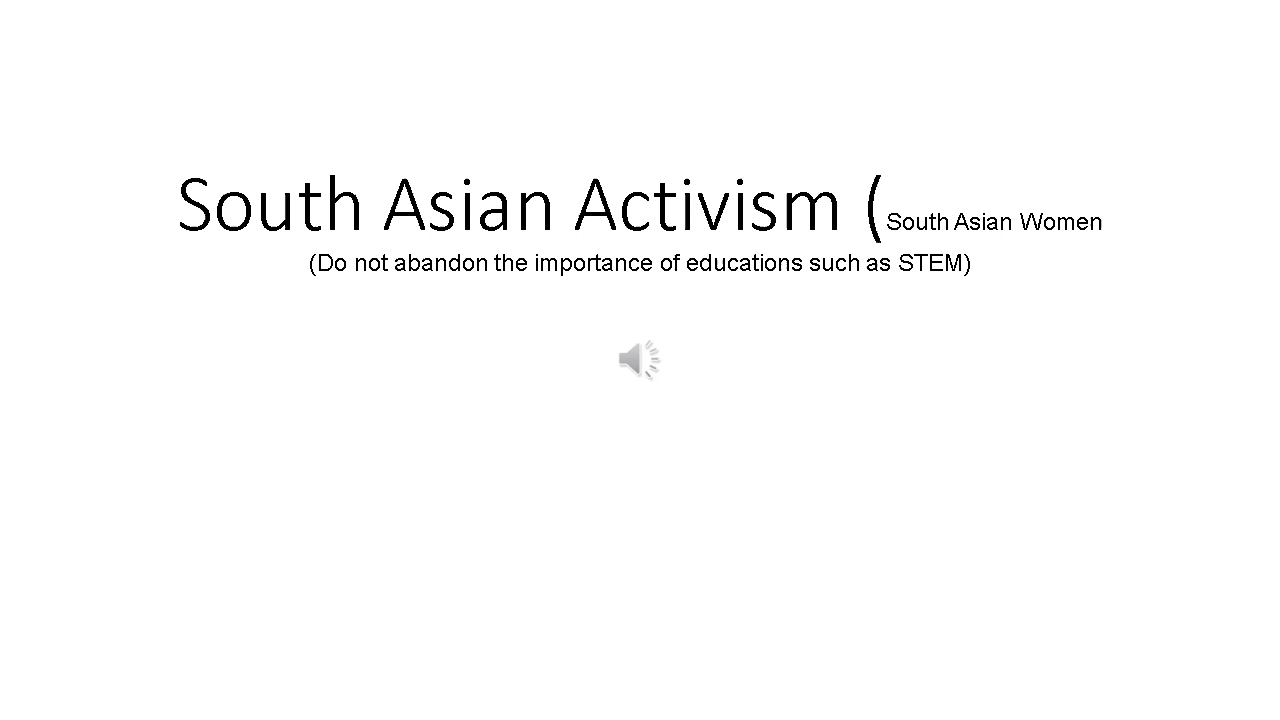 South Asian Activism (South Asian Women
(Do not abandon the importance of educations such as STEM)